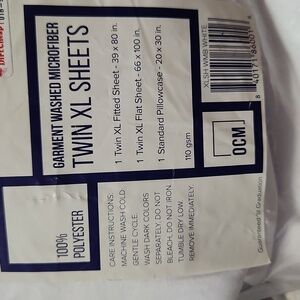 GARMENT WASHED MICROFIBER
TWIN XL SHEETS
1 Twin XL Fitted Sheet - 39 x 80 in.
1 Twin XL Flat Sheet - 66 x 100 in.
1 Standard Pillowcase - 20 x 30 in.
110 gsm
XLSH WMB WHITE
100%
POLYESTER
CARE INSTRUCTIONS:
MACHINE WASH COLD
GENTLE CYCLE.
WASH DARK COLORS
SEPARATELY, DO NOT
BLEACH, DO NOT IRON.
TUMBLE DRY LOW.
REMOVE IMMEDIATELY.
OCM
Guaranteed 'til Graduation